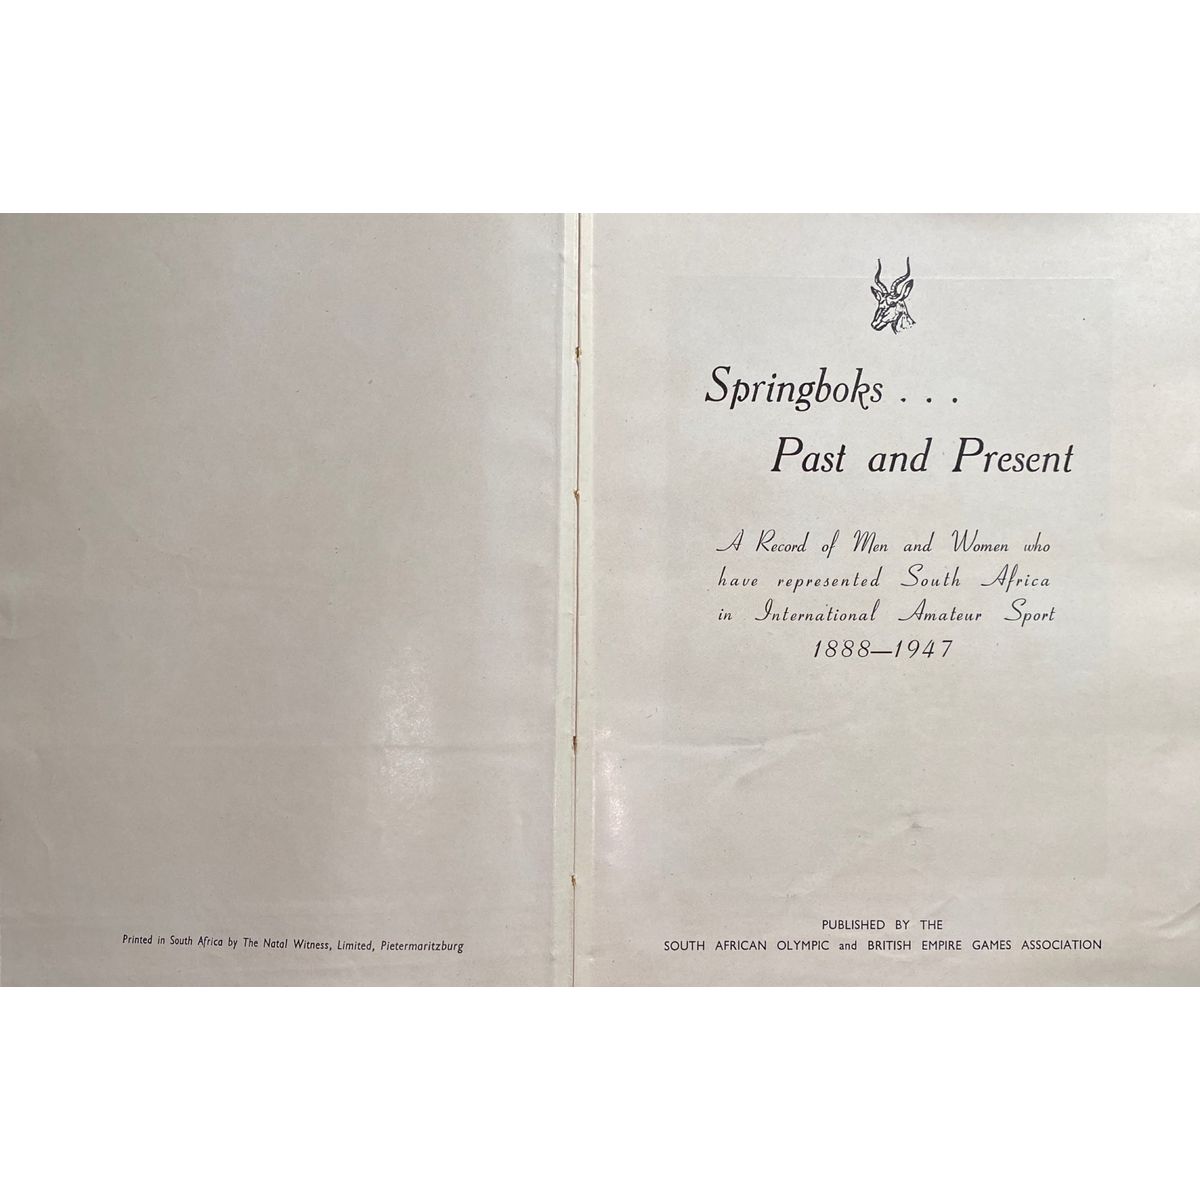 Printed in South Africa by The Natal Witness, Limited, Pietermaritzburg
Springboks . . .
Past and Present
A Record of Men and Women who
have represented South Africa
in International Amateur Sport
1888—1947
PUBLISHED BY THE
SOUTH AFRICAN OLYMPIC and BRITISH EMPIRE GAMES ASSOCIATION